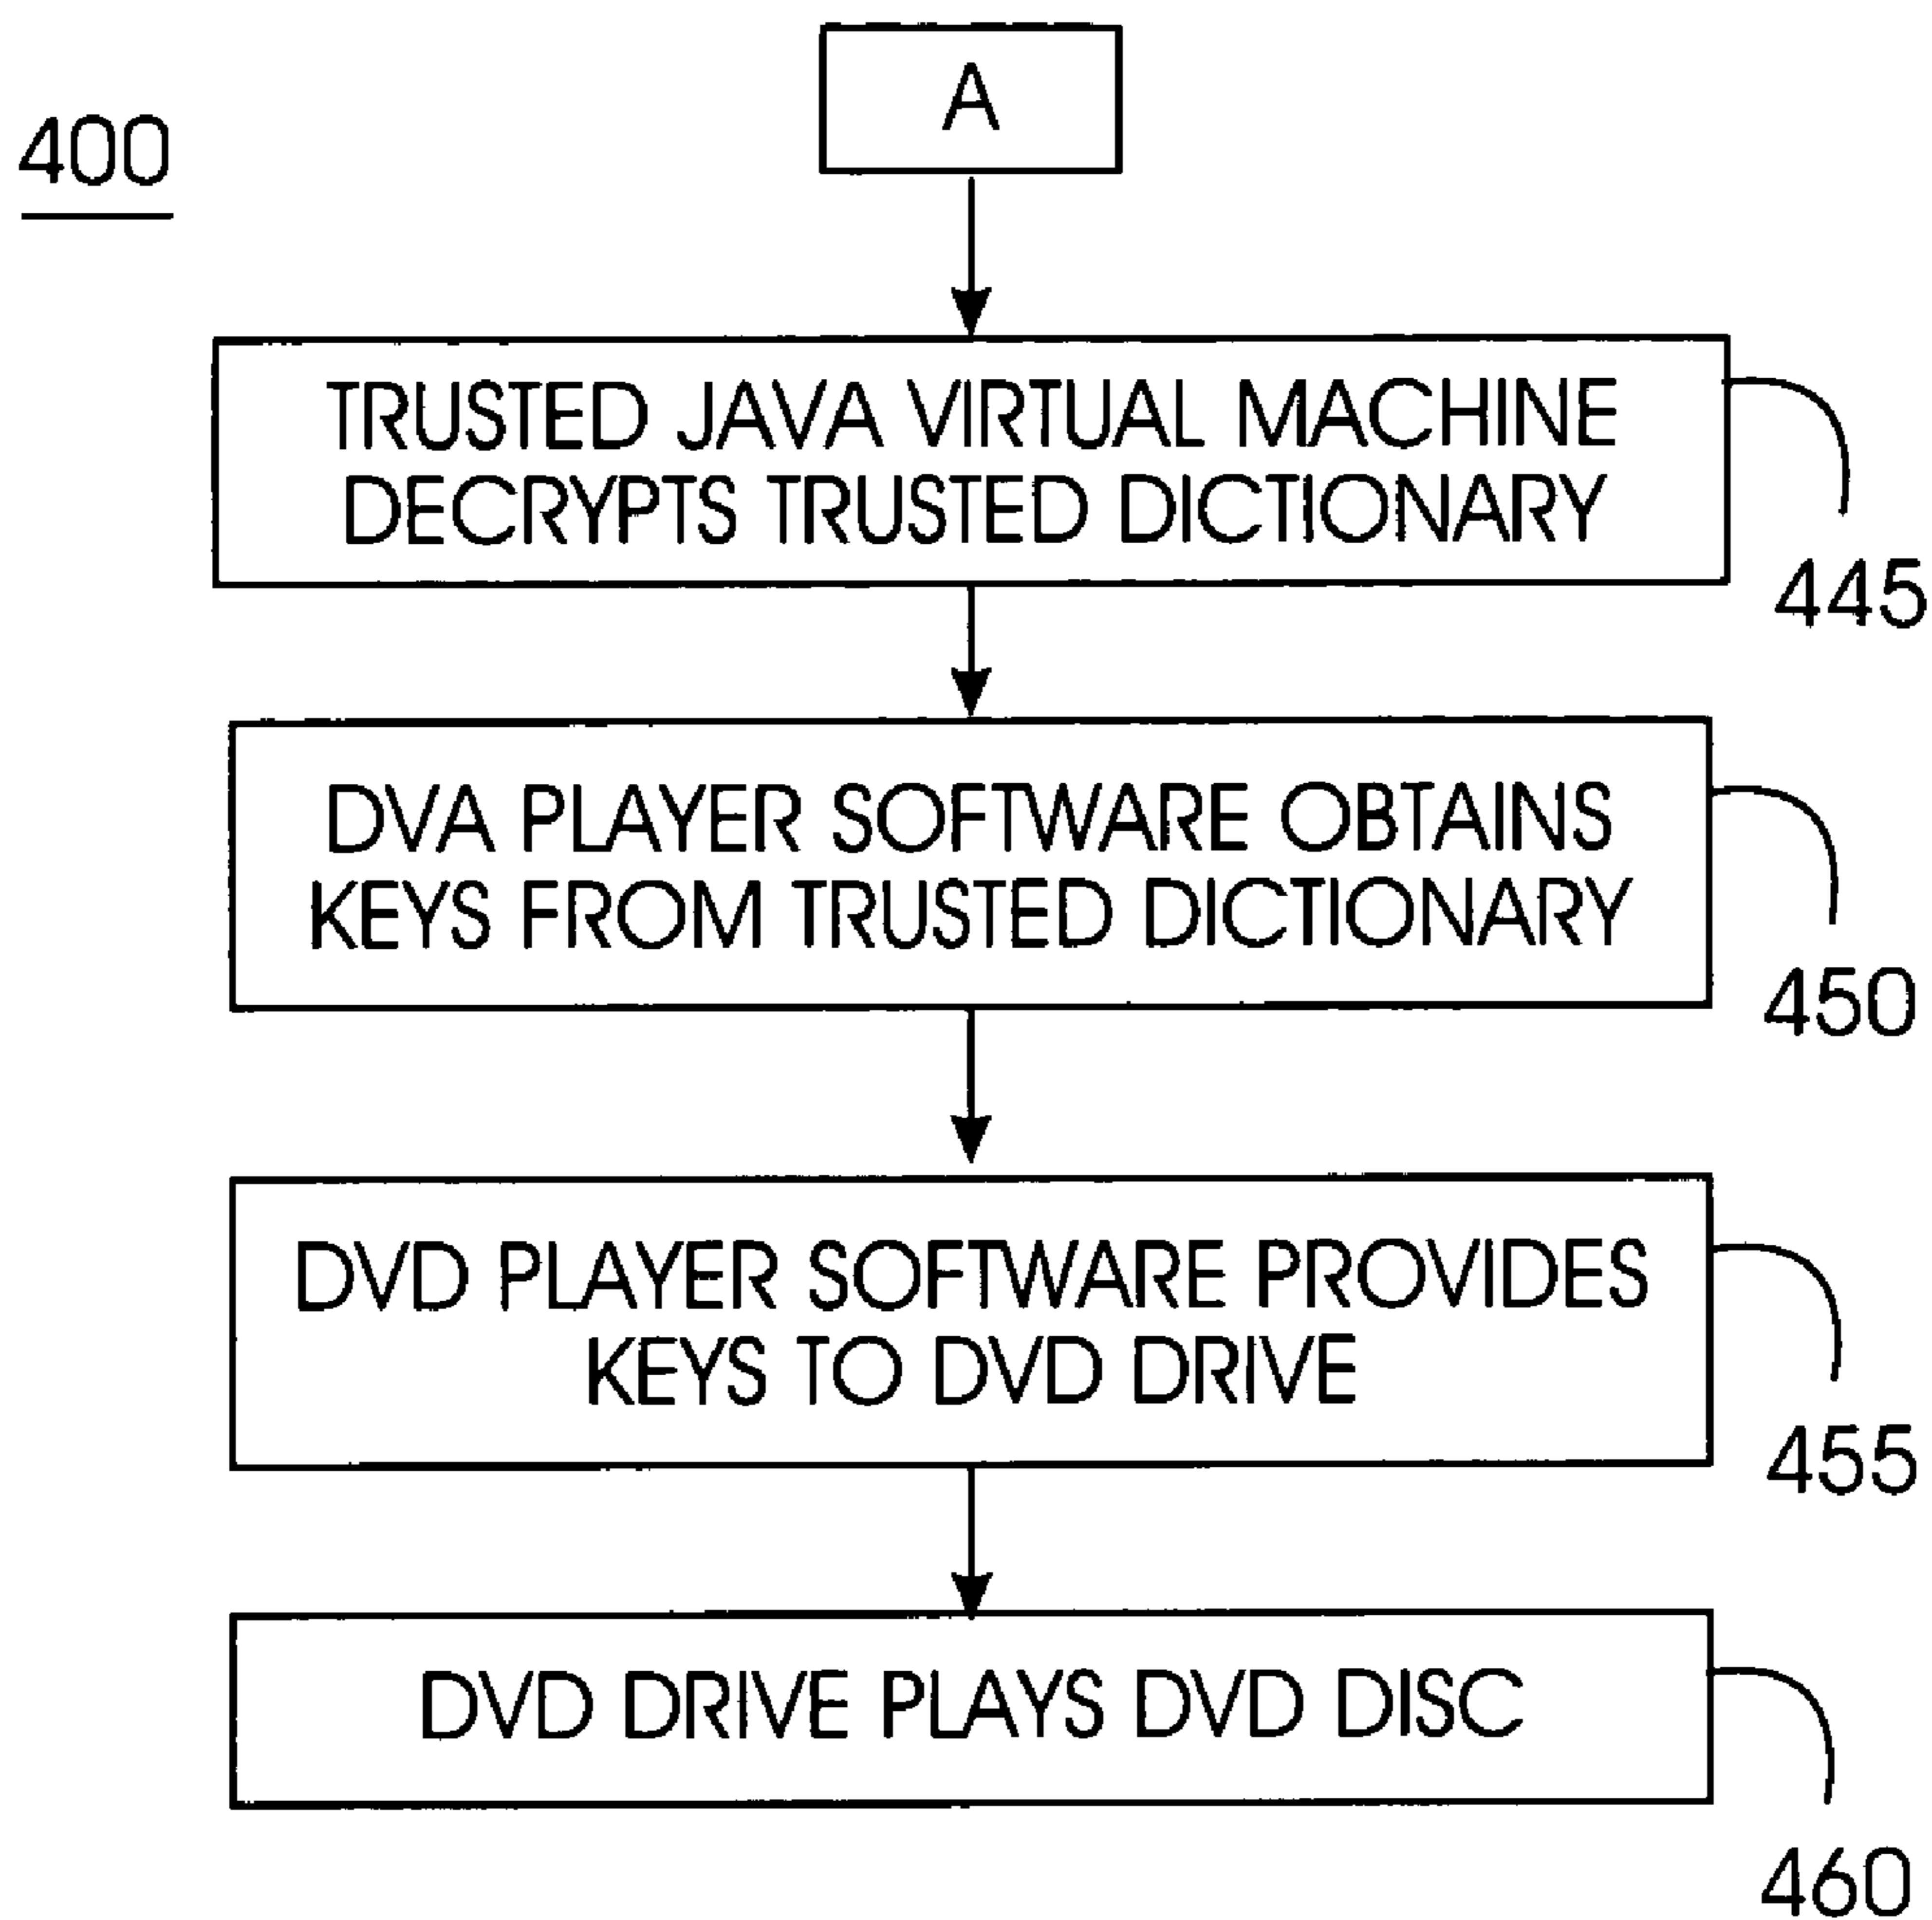 A
400
TRUSTED JAVA VIRTUAL MACHINE
DECRYPTS TRUSTED DICTIONARY
445
DVA PLAYER SOFTWARE OBTAINS
KEYS FROM TRUSTED DICTIONARY
450
DVD PLAYER SOFTWARE PROVIDES
KEYS TO DVD DRIVE
455
DVD DRIVE PLAYS DVD DISC
460